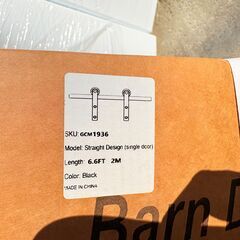 SKU: GCM1936
Model: Straight Design (single door)
Length: 6.6FT 2M
Color: Black
*MADE IN CHINA
Barn D